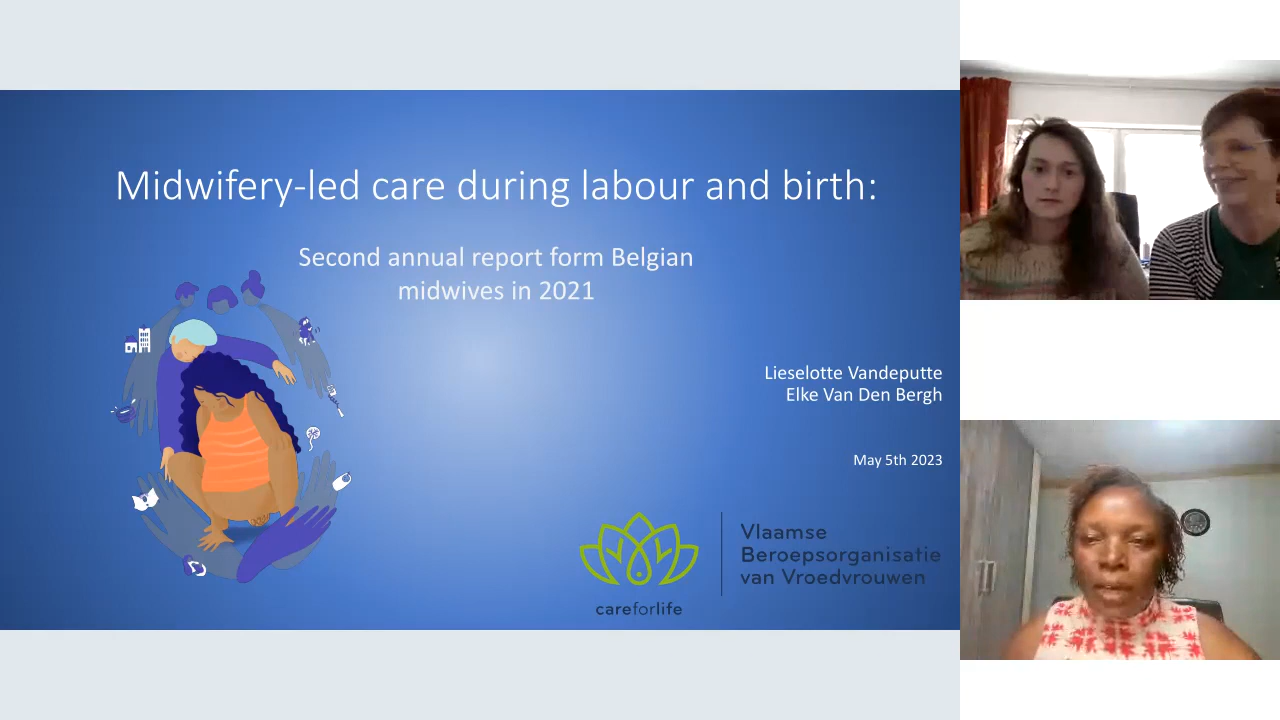 Midwifery-led care during labour and birth:
Second annual report form Belgian
midwives in 2021
Lieselotte Vandeputte
Elke Van Den Bergh
May 5th 2023
Vlaamse
Beroepsorganisatie
van Vroedvrouwen
careforlife